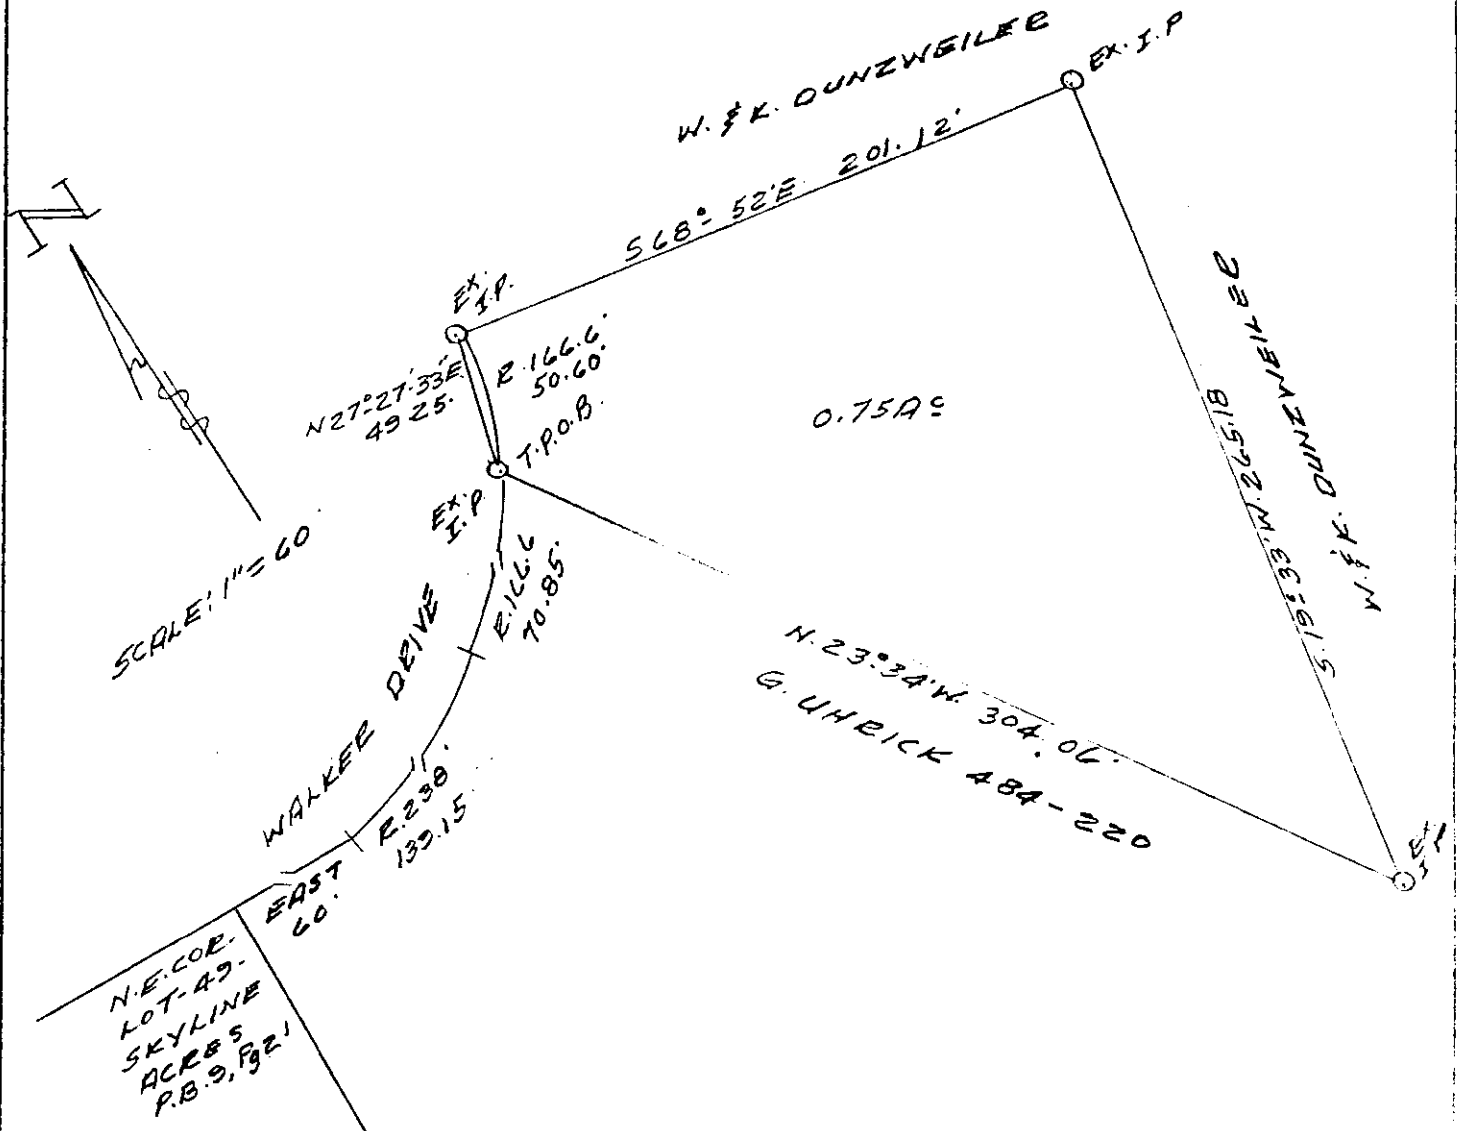 W. & K. DUNZWEILER
EX. I.P
S68°-52'E. 201.12'
N
EX.
I.P.
N27°-27'-33"E
49.25.
R.166.6'
50.60'
T.P.O.B.
EX.
I.P.
0.75Ac
W. & K. DUNZWEILER
S.19°-33'W. 265.18
SCALE: 1"=60
WALKER DRIVE
R.166.6
70.85'
N.23°-34'W. 304.06'
G. UHRICK 484-220
EX.
I.P
R.238'
139.15
EAST
60'
N.E. COR.
LOT-49-
SKYLINE
ACRES
P.B.9, Pg21